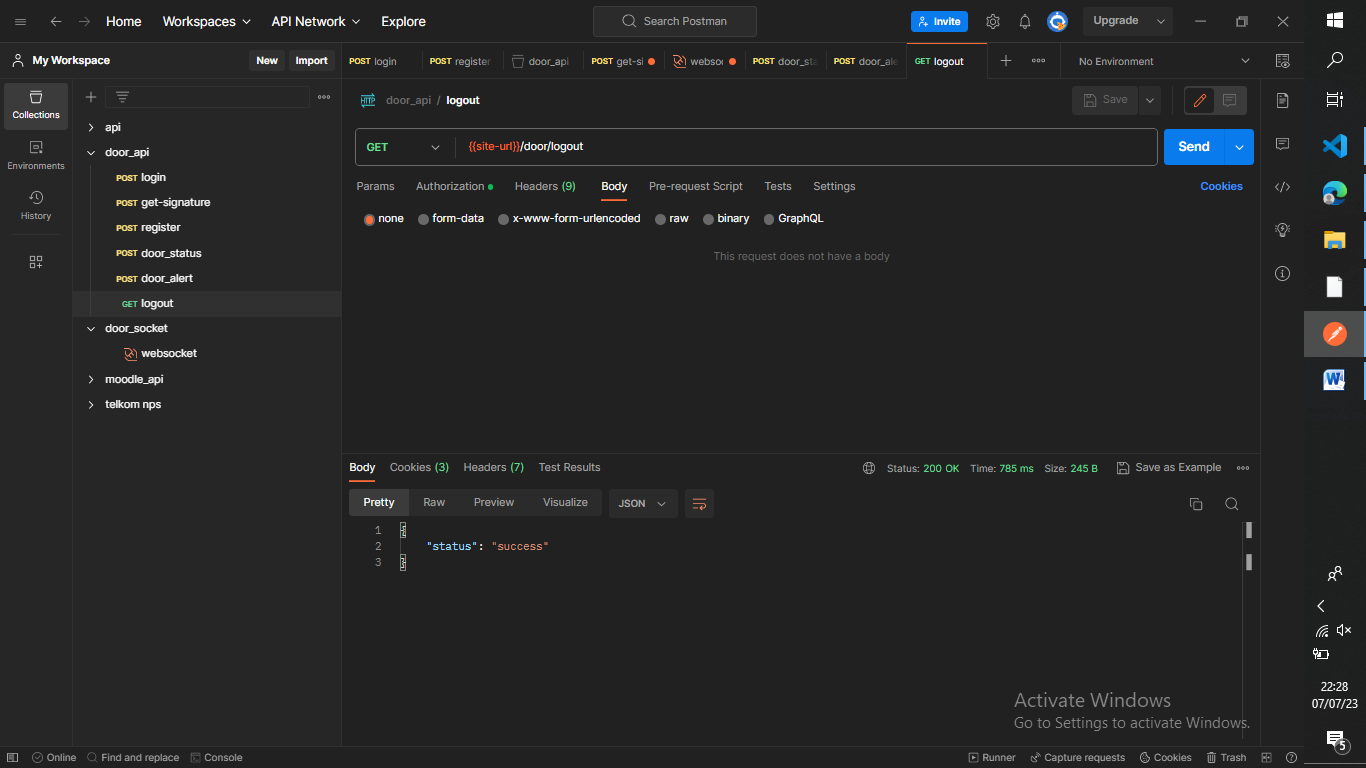 Home Workspaces API Network Explore Search Postman Invite Upgrade
My Workspace New Import
POST login POST register door_api POST get-si websoc POST door_sta POST door_ale GET logout No Environment
Collections
Environments
History
api
door_api
POST login
POST get-signature
POST register
POST door_status
POST door_alert
GET logout
door_socket
websocket
moodle_api
telkom nps
HTTP door_api / logout Save
GET {{site-url}}/door/logout Send
Params Authorization Headers (9) Body Pre-request Script Tests Settings Cookies
none form-data x-www-form-urlencoded raw binary GraphQL
This request does not have a body
Body Cookies (3) Headers (7) Test Results Status: 200 OK Time: 785 ms Size: 245 B Save as Example
Pretty Raw Preview Visualize JSON
1 {
2 "status": "success"
3 }
Activate Windows
Go to Settings to activate Windows.
Online Find and replace Console Runner Capture requests Cookies Trash
22:28
07/07/23
5